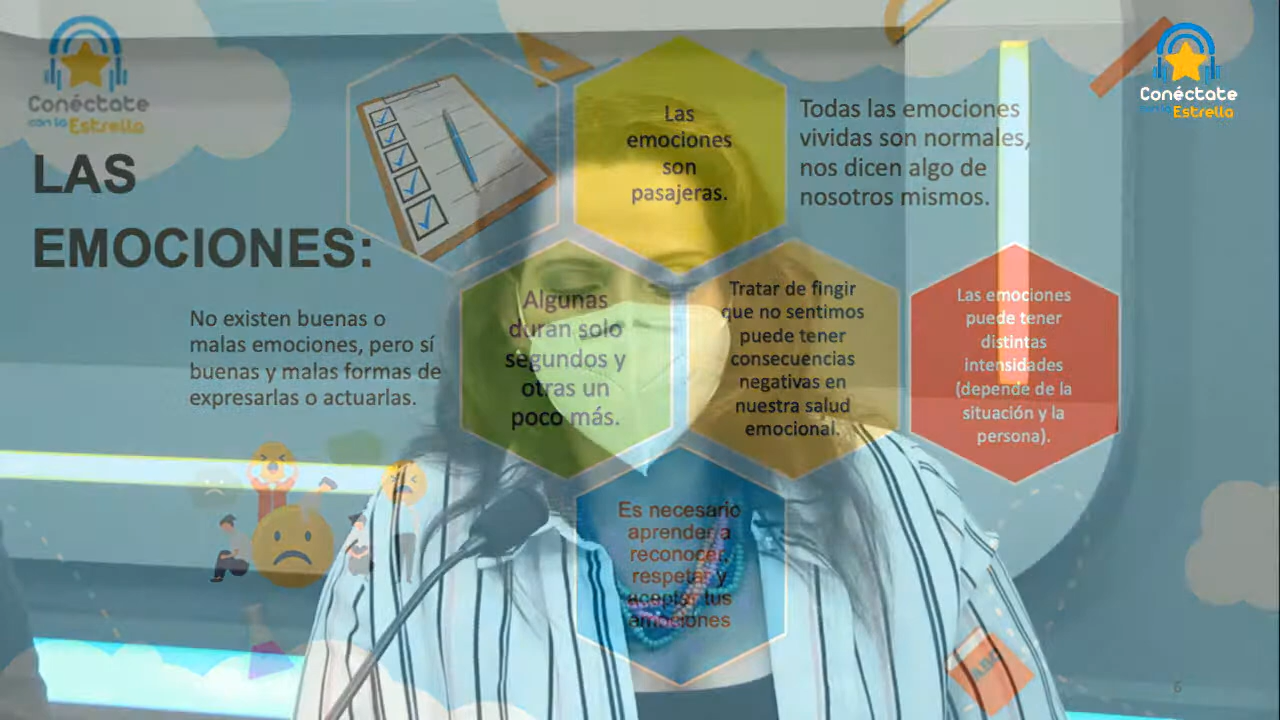 Conéctate
con la Estrella
Conéctate
con la Estrella
LAS
EMOCIONES:
Las
emociones
son
pasajeras.
Todas las emociones
vividas son normales,
nos dicen algo de
nosotros mismos.
No existen buenas o
malas emociones, pero sí
buenas y malas formas de
expresarlas o actuarlas.
Algunas
duran solo
segundos y
otras un
poco más.
Tratar de fingir
que no sentimos
puede tener
consecuencias
negativas en
nuestra salud
emocional.
Las emociones
puede tener
distintas
intensidades
(depende de la
situación y la
persona).
Es necesario
aprender a
reconocer,
respetar y
aceptar tus
emociones
6